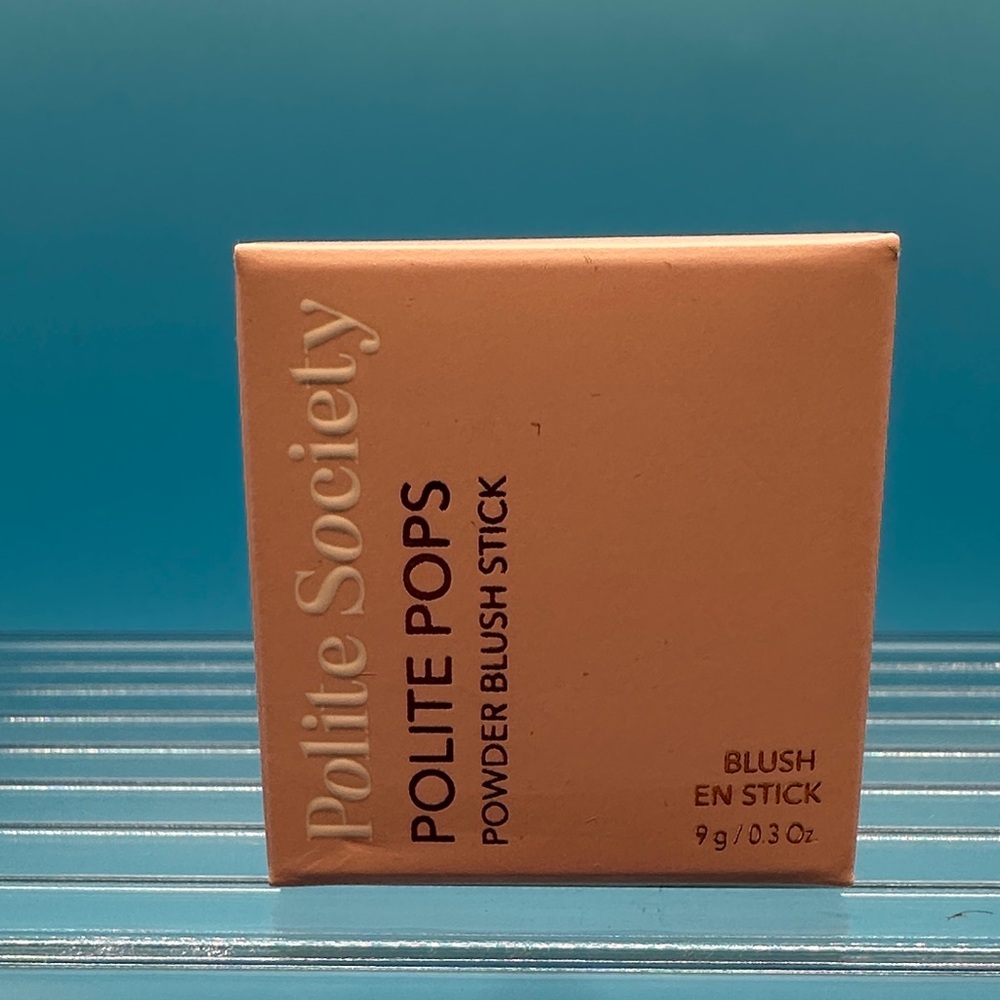 Polite Society
POLITE POPS
POWDER BLUSH STICK
BLUSH
EN STICK
9 g / 0.3 Oz